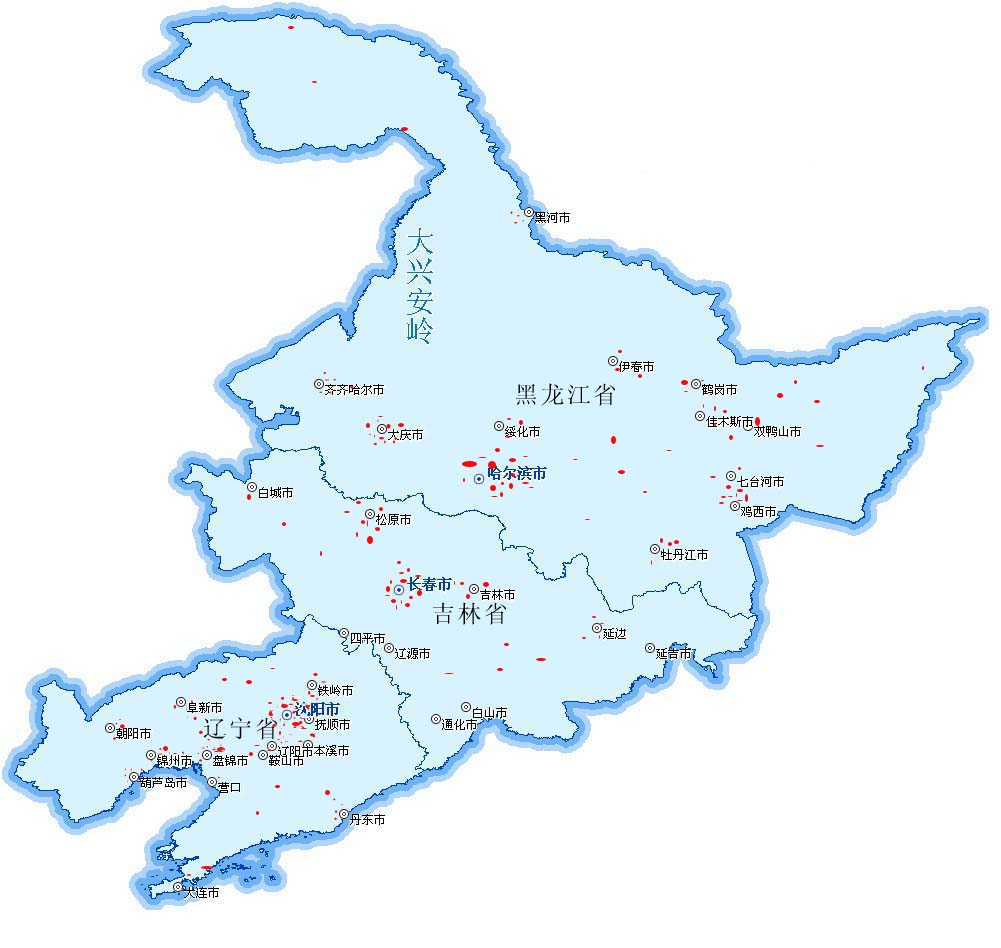 黑河市
大兴安岭
伊春市
齐齐哈尔市
鹤岗市
黑龙江省
佳木斯市
双鸭山市
绥化市
大庆市
哈尔滨市
七台河市
白城市
鸡西市
松原市
牡丹江市
长春市
吉林市
吉林省
延边
四平市
辽源市
延吉市
铁岭市
阜新市
沈阳市
白山市
抚顺市
通化市
辽宁省
朝阳市
辽阳市
本溪市
锦州市
盘锦市
鞍山市
葫芦岛市
营口
丹东市
大连市